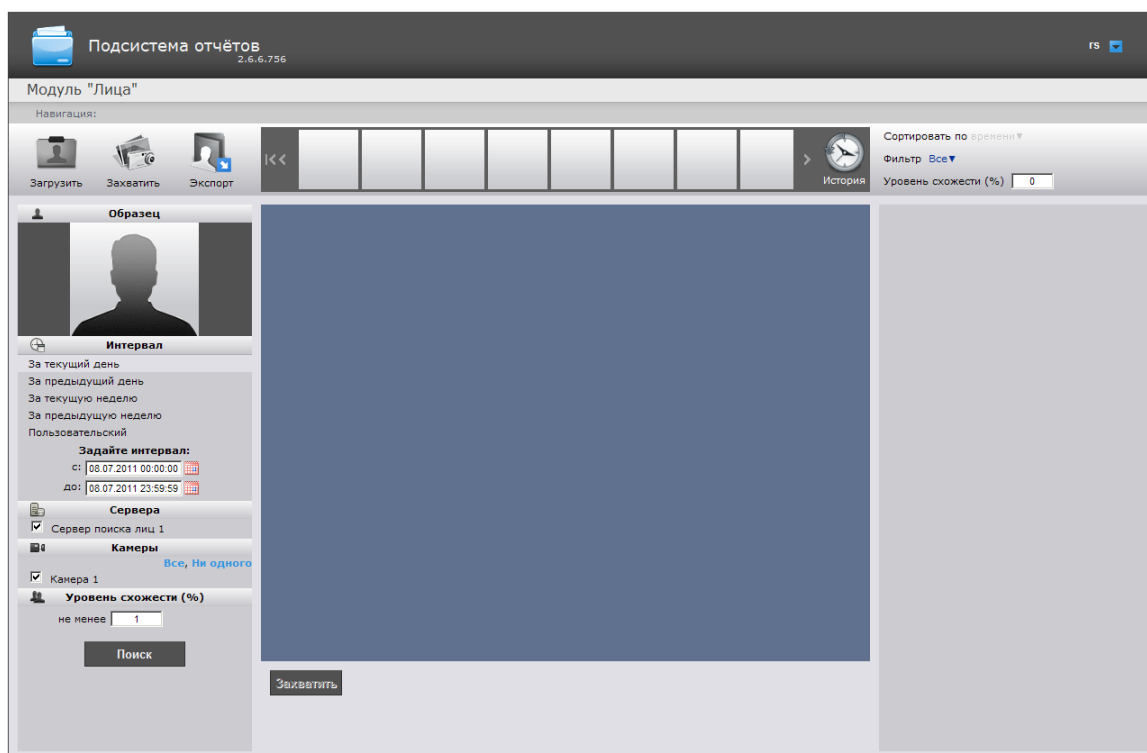 Подсистема отчётов
2.6.6.756
rs
Модуль "Лица"
Навигация:
Загрузить
Захватить
Экспорт
История
Сортировать по времени
Фильтр Все
Уровень схожести (%) 0
Образец
Интервал
За текущий день
За предыдущий день
За текущую неделю
За предыдущую неделю
Пользовательский
Задайте интервал:
с: 08.07.2011 00:00:00
до: 08.07.2011 23:59:59
Сервера
Сервер поиска лиц 1
Камеры
Все, Ни одного
Камера 1
Уровень схожести (%)
не менее 1
Поиск
Захватить